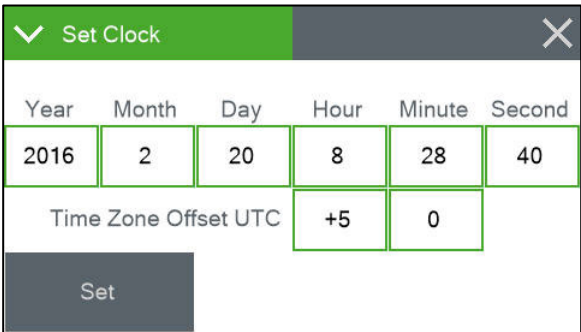 Set Clock
Year Month Day Hour Minute Second
2016 2 20 8 28 40
Time Zone Offset UTC +5 0
Set